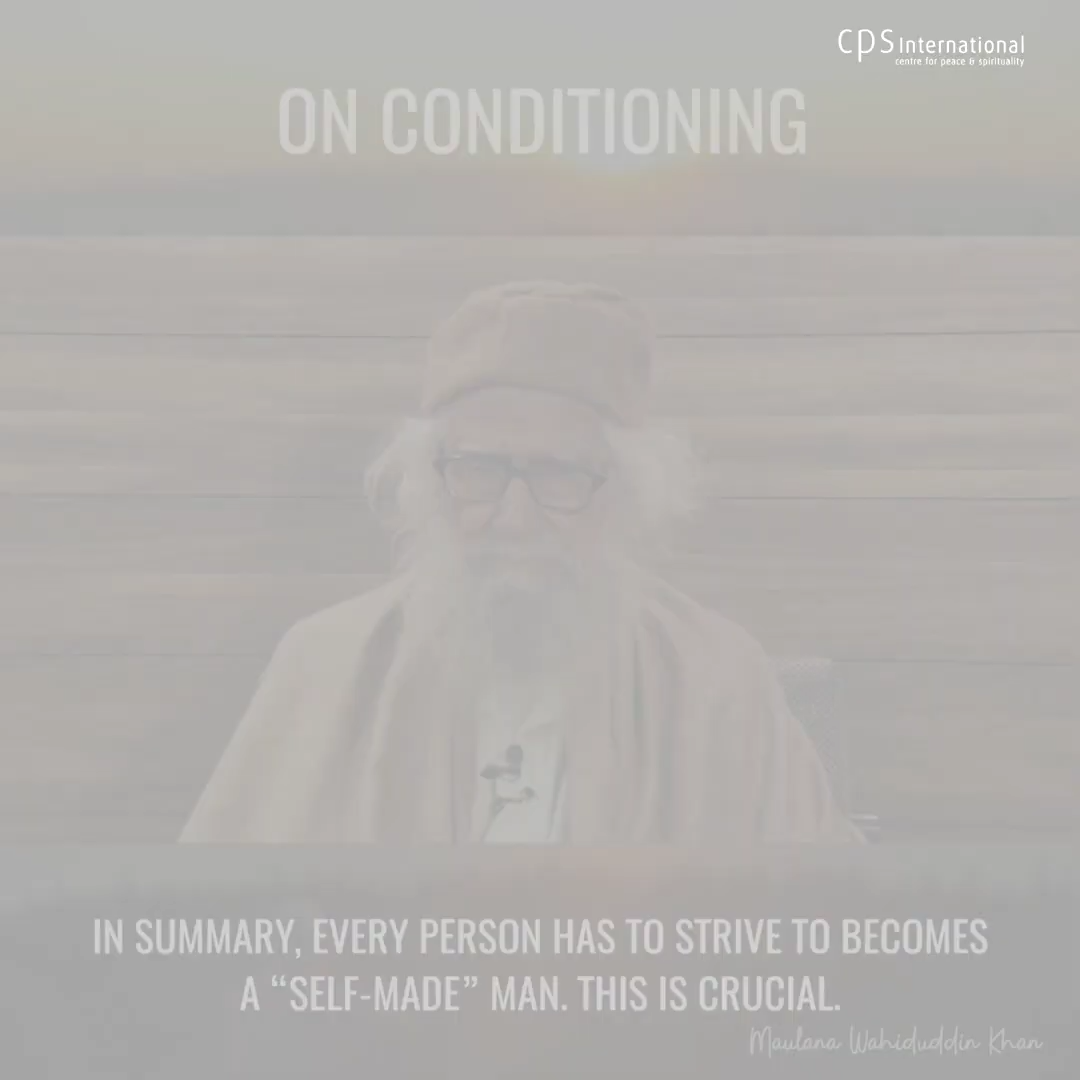 CPS International
centre for peace & spirituality
ON CONDITIONING
IN SUMMARY, EVERY PERSON HAS TO STRIVE TO BECOMES
A “SELF-MADE” MAN. THIS IS CRUCIAL.
Maulana Wahiduddin Khan